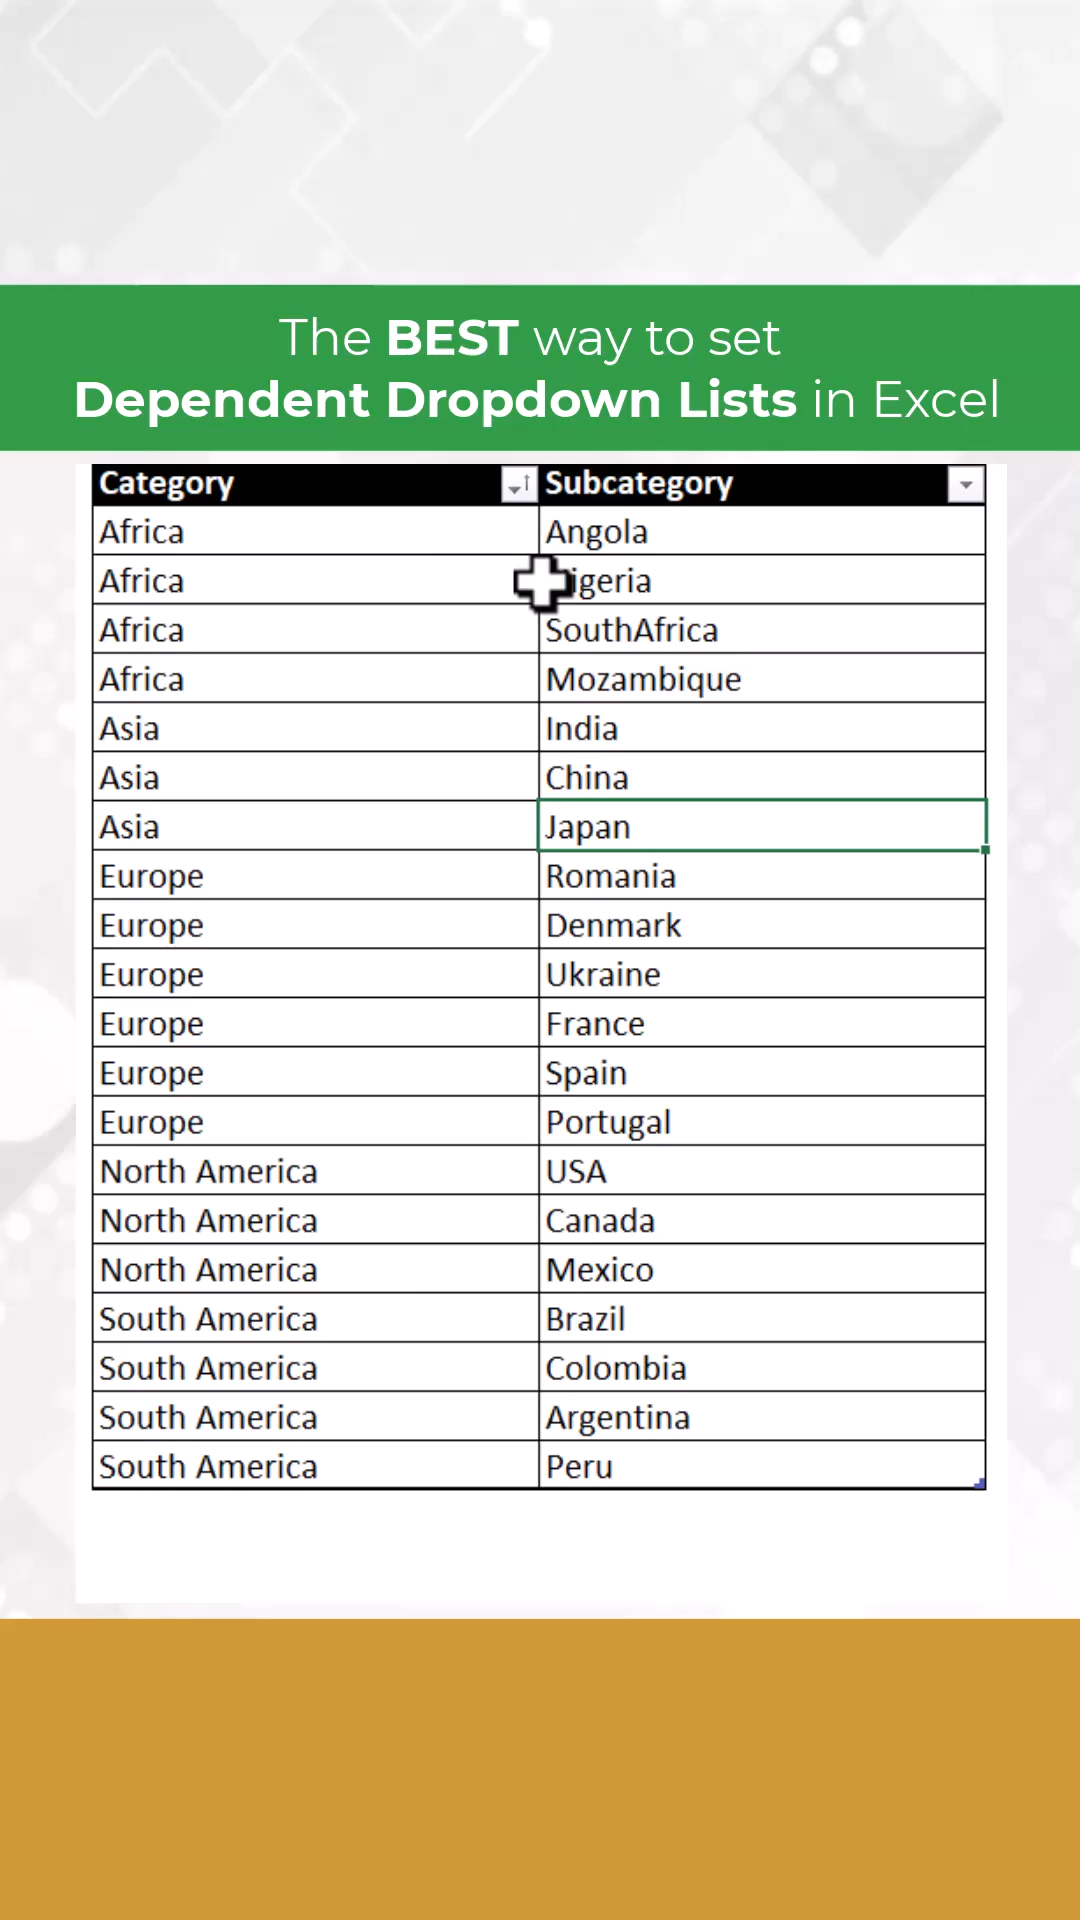 The BEST way to set
Dependent Dropdown Lists in Excel
Category Subcategory
Africa Angola
Africa igeria
Africa SouthAfrica
Africa Mozambique
Asia India
Asia China
Asia Japan
Europe Romania
Europe Denmark
Europe Ukraine
Europe France
Europe Spain
Europe Portugal
North America USA
North America Canada
North America Mexico
South America Brazil
South America Colombia
South America Argentina
South America Peru